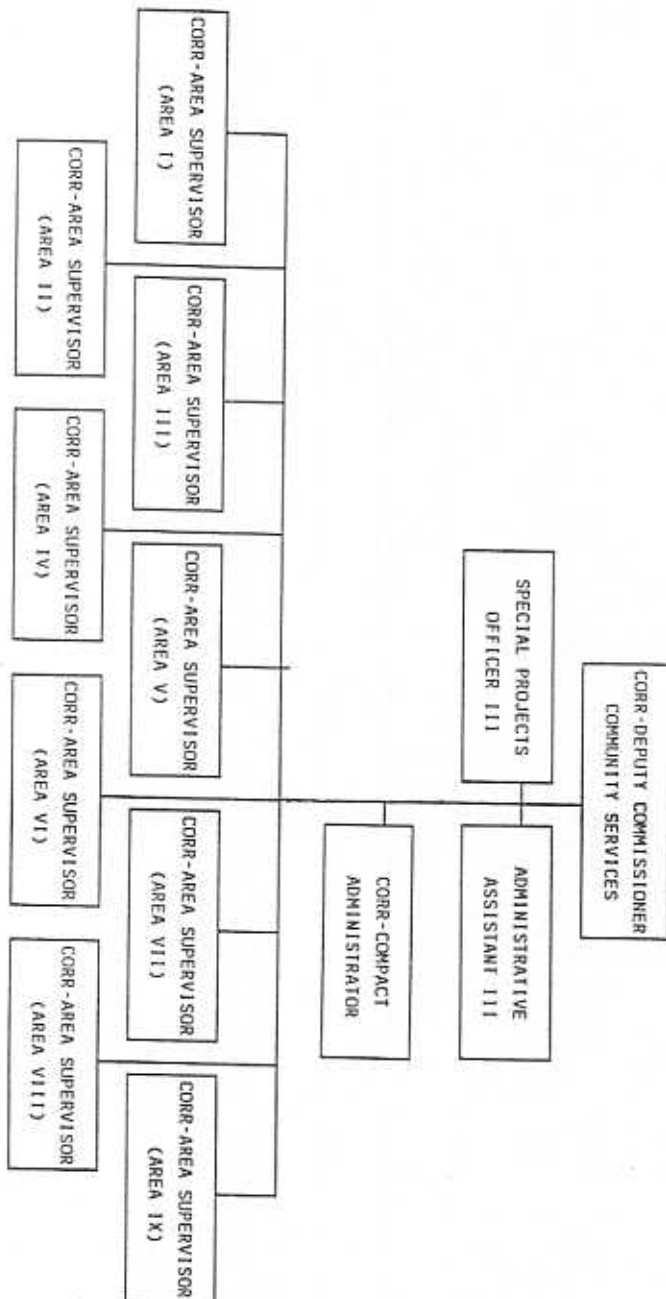 CORR-DEPUTY COMMISSIONER
COMMUNITY SERVICES
SPECIAL PROJECTS
OFFICER III
ADMINISTRATIVE
ASSISTANT III
CORR-COMPACT
ADMINISTRATOR
CORR-AREA SUPERVISOR
(AREA I)
CORR-AREA SUPERVISOR
(AREA III)
CORR-AREA SUPERVISOR
(AREA V)
CORR-AREA SUPERVISOR
(AREA VII)
CORR-AREA SUPERVISOR
(AREA IX)
CORR-AREA SUPERVISOR
(AREA II)
CORR-AREA SUPERVISOR
(AREA IV)
CORR-AREA SUPERVISOR
(AREA VI)
CORR-AREA SUPERVISOR
(AREA VIII)